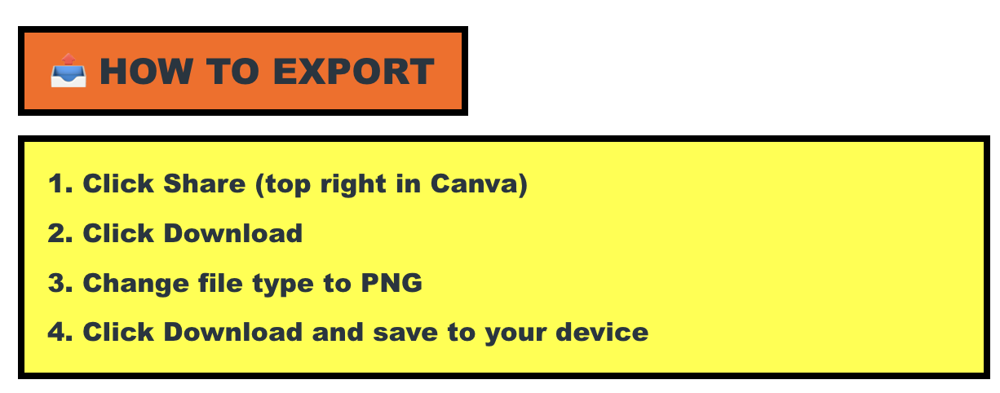 📤 HOW TO EXPORT
1. Click Share (top right in Canva)
2. Click Download
3. Change file type to PNG
4. Click Download and save to your device